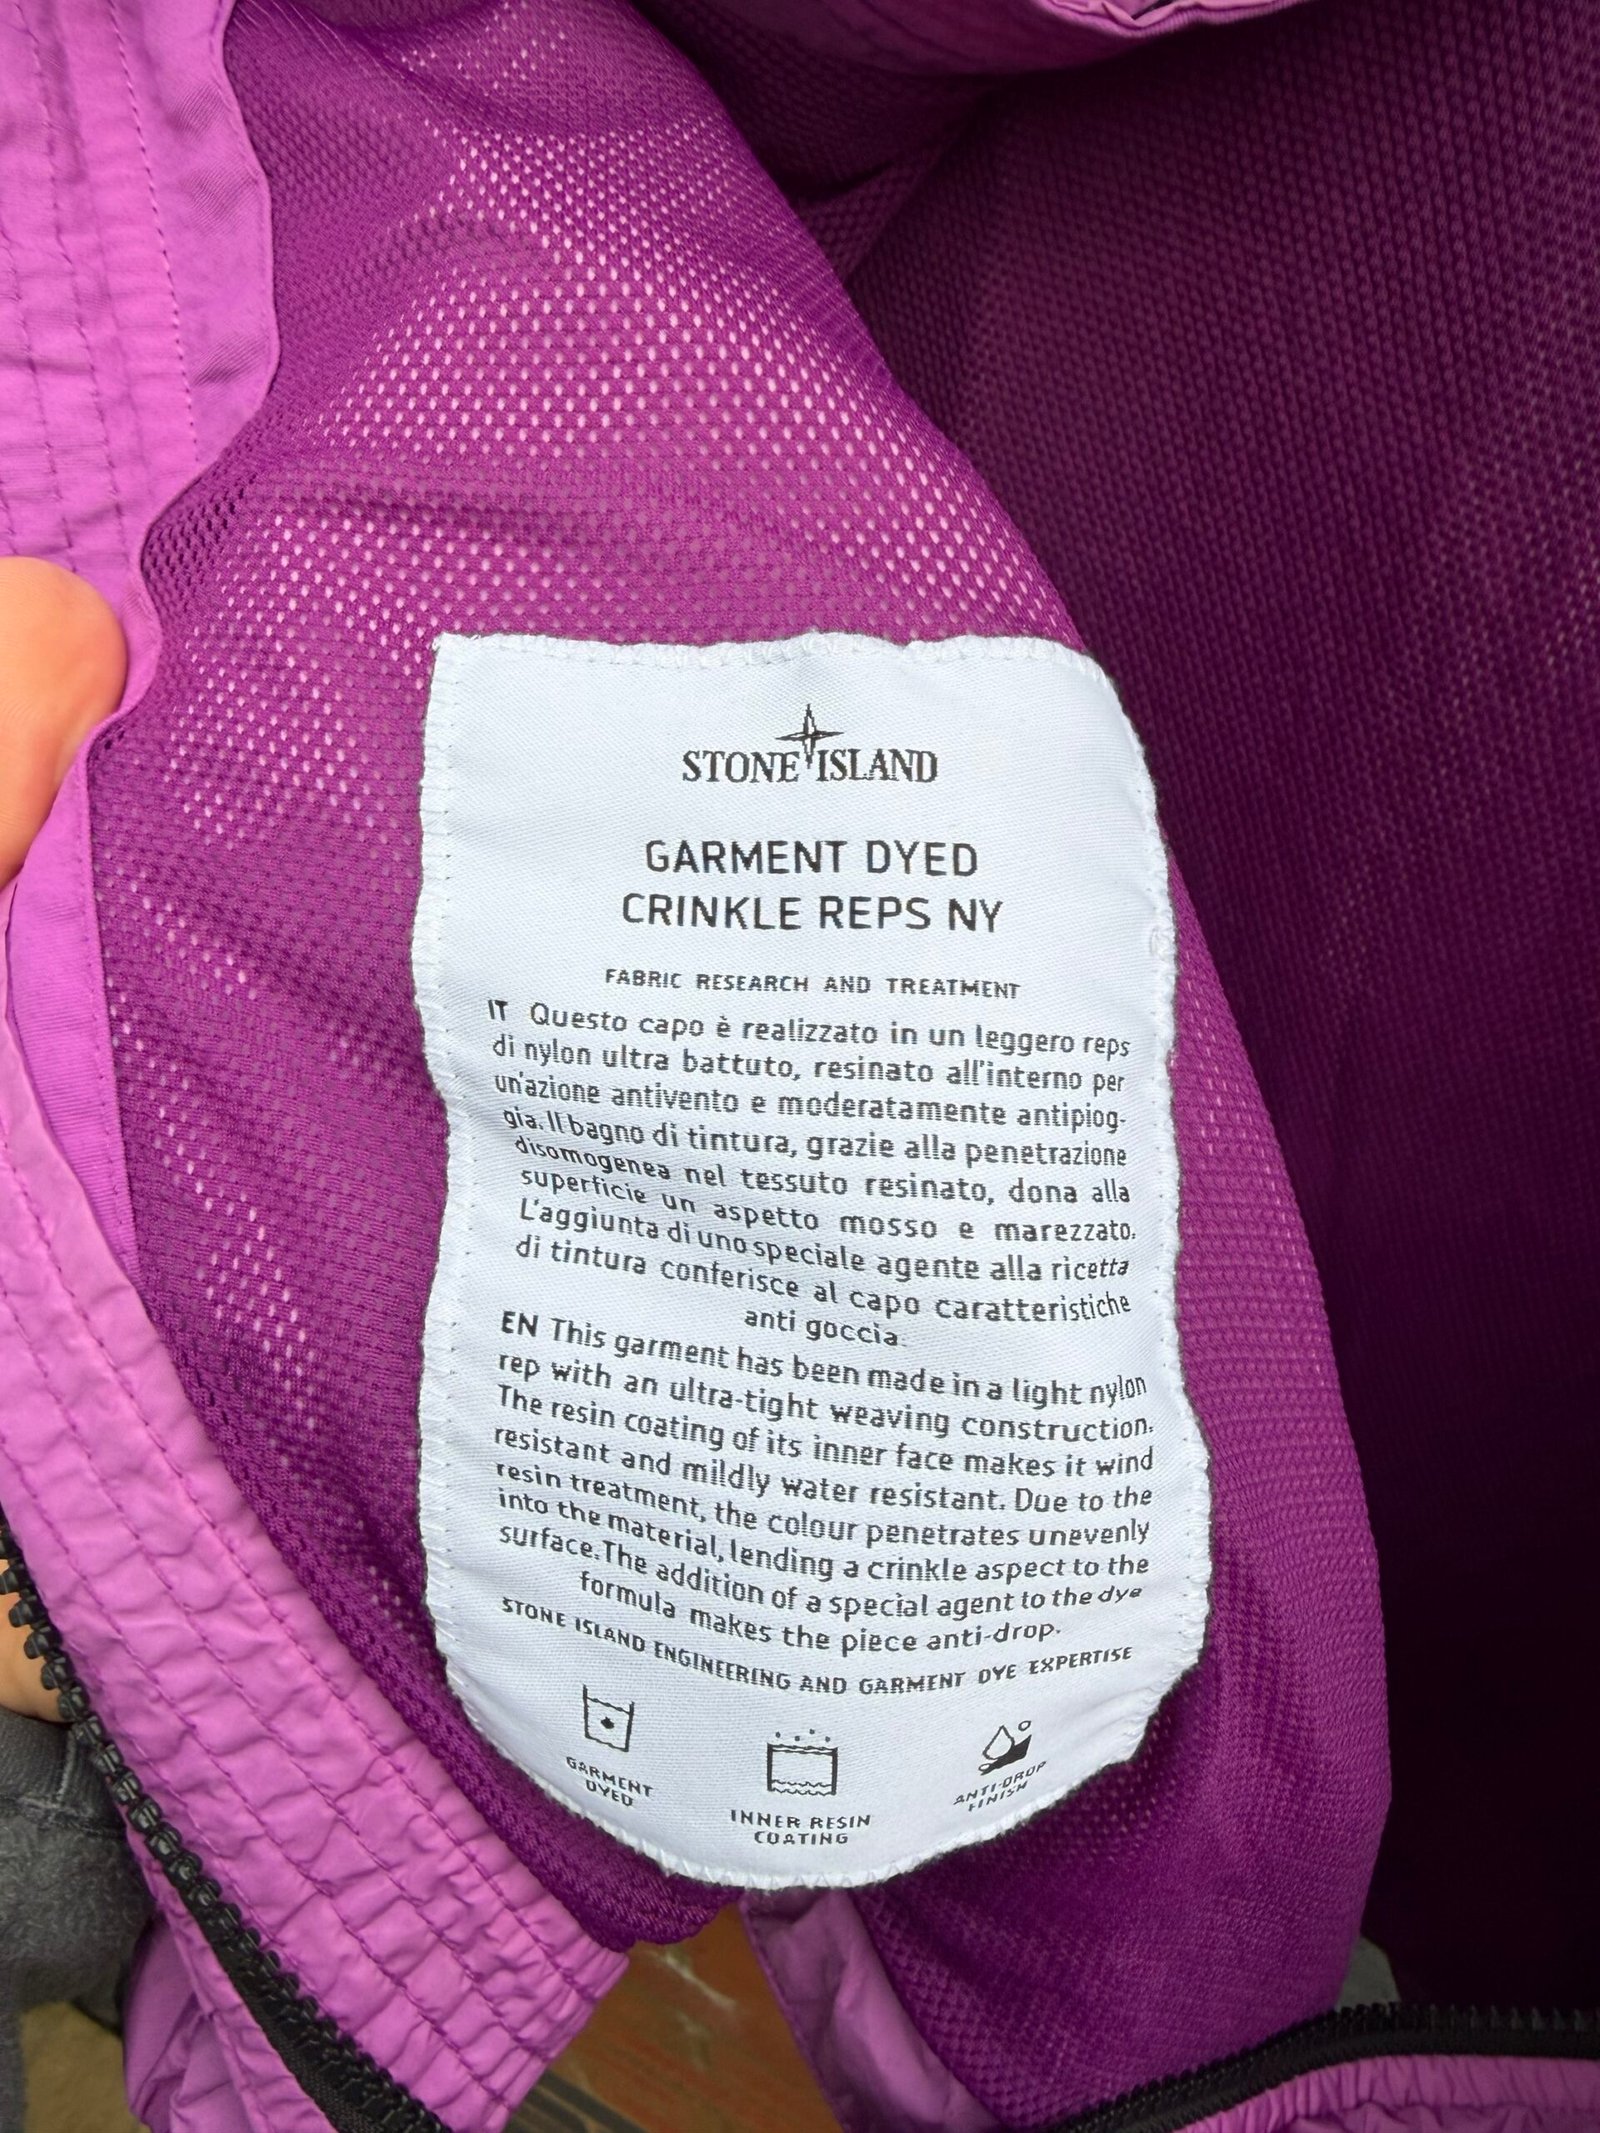 STONE ISLAND
GARMENT DYED
CRINKLE REPS NY
FABRIC RESEARCH AND TREATMENT
IT Questo capo è realizzato in un leggero reps
di nylon ultra battuto, resinato all'interno per
un'azione antivento e moderatamente antipiog-
gia. Il bagno di tintura, grazie alla penetrazione
disomogenea nel tessuto resinato, dona alla
superficie un aspetto mosso e marezzato.
L'aggiunta di uno speciale agente alla ricetta
di tintura conferisce al capo caratteristiche
anti goccia.
EN This garment has been made in a light nylon
rep with an ultra-tight weaving construction.
The resin coating of its inner face makes it wind
resistant and mildly water resistant. Due to the
resin treatment, the colour penetrates unevenly
into the material, lending a crinkle aspect to the
surface. The addition of a special agent to the dye
formula makes the piece anti-drop.
STONE ISLAND ENGINEERING AND GARMENT DYE EXPERTISE
GARMENT
DYED
INNER RESIN
COATING
ANTI-DROP
FINISH